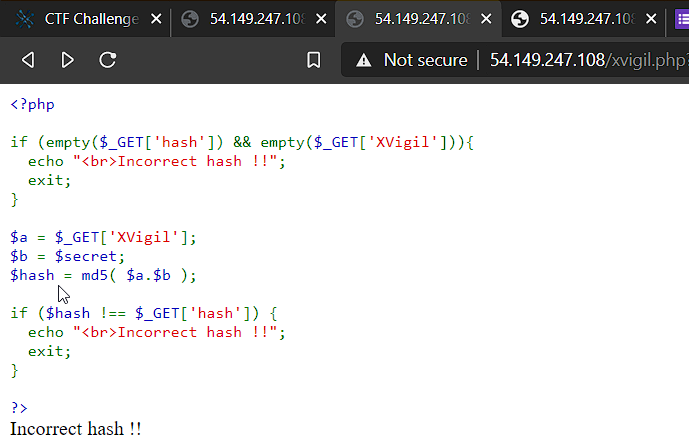 CTF Challenge
54.149.247.108
54.149.247.108
54.149.247.108
Not secure 54.149.247.108/xvigil.php?
<?php
if (empty($_GET['hash']) && empty($_GET['XVigil'])){
echo "<br>Incorrect hash !!";
exit;
}
$a = $_GET['XVigil'];
$b = $secret;
$hash = md5( $a.$b );
if ($hash !== $_GET['hash']) {
echo "<br>Incorrect hash !!";
exit;
}
?>
Incorrect hash !!